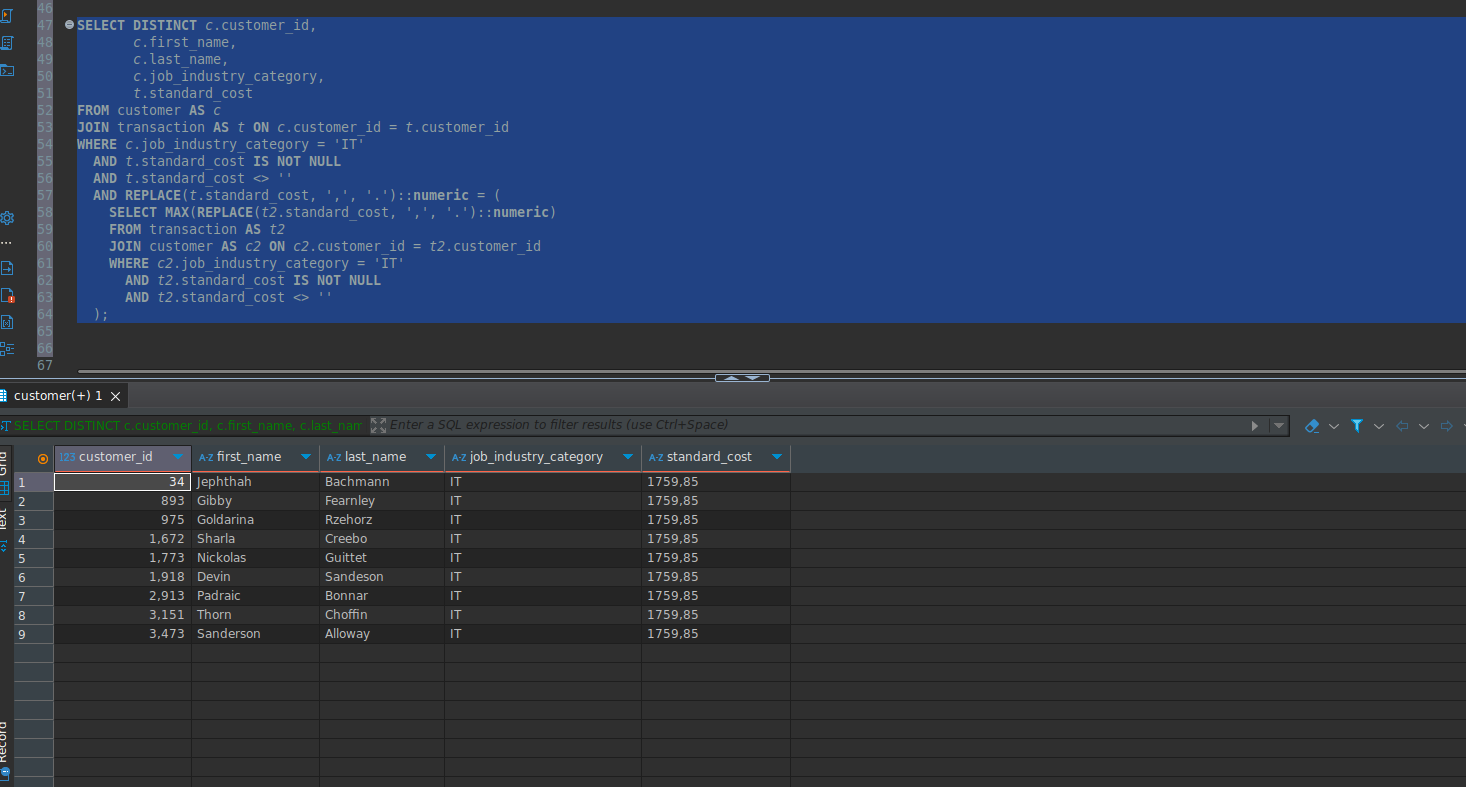 46
47 SELECT DISTINCT c.customer_id,
48 c.first_name,
49 c.last_name,
50 c.job_industry_category,
51 t.standard_cost
52 FROM customer AS c
53 JOIN transaction AS t ON c.customer_id = t.customer_id
54 WHERE c.job_industry_category = 'IT'
55 AND t.standard_cost IS NOT NULL
56 AND t.standard_cost <> ''
57 AND REPLACE(t.standard_cost, ',', '.')::numeric = (
58 SELECT MAX(REPLACE(t2.standard_cost, ',', '.')::numeric)
59 FROM transaction AS t2
60 JOIN customer AS c2 ON c2.customer_id = t2.customer_id
61 WHERE c2.job_industry_category = 'IT'
62 AND t2.standard_cost IS NOT NULL
63 AND t2.standard_cost <> ''
64 );
65
66
67
customer(+) 1
SELECT DISTINCT c.customer_id, c.first_name, c.last_nam Enter a SQL expression to filter results (use Ctrl+Space)
Grid
Text
Record
123 customer_id A-Z first_name A-Z last_name A-Z job_industry_category A-Z standard_cost
1 34 Jephthah Bachmann IT 1759,85
2 893 Gibby Fearnley IT 1759,85
3 975 Goldarina Rzehorz IT 1759,85
4 1,672 Sharla Creebo IT 1759,85
5 1,773 Nickolas Guittet IT 1759,85
6 1,918 Devin Sandeson IT 1759,85
7 2,913 Padraic Bonnar IT 1759,85
8 3,151 Thorn Choffin IT 1759,85
9 3,473 Sanderson Alloway IT 1759,85